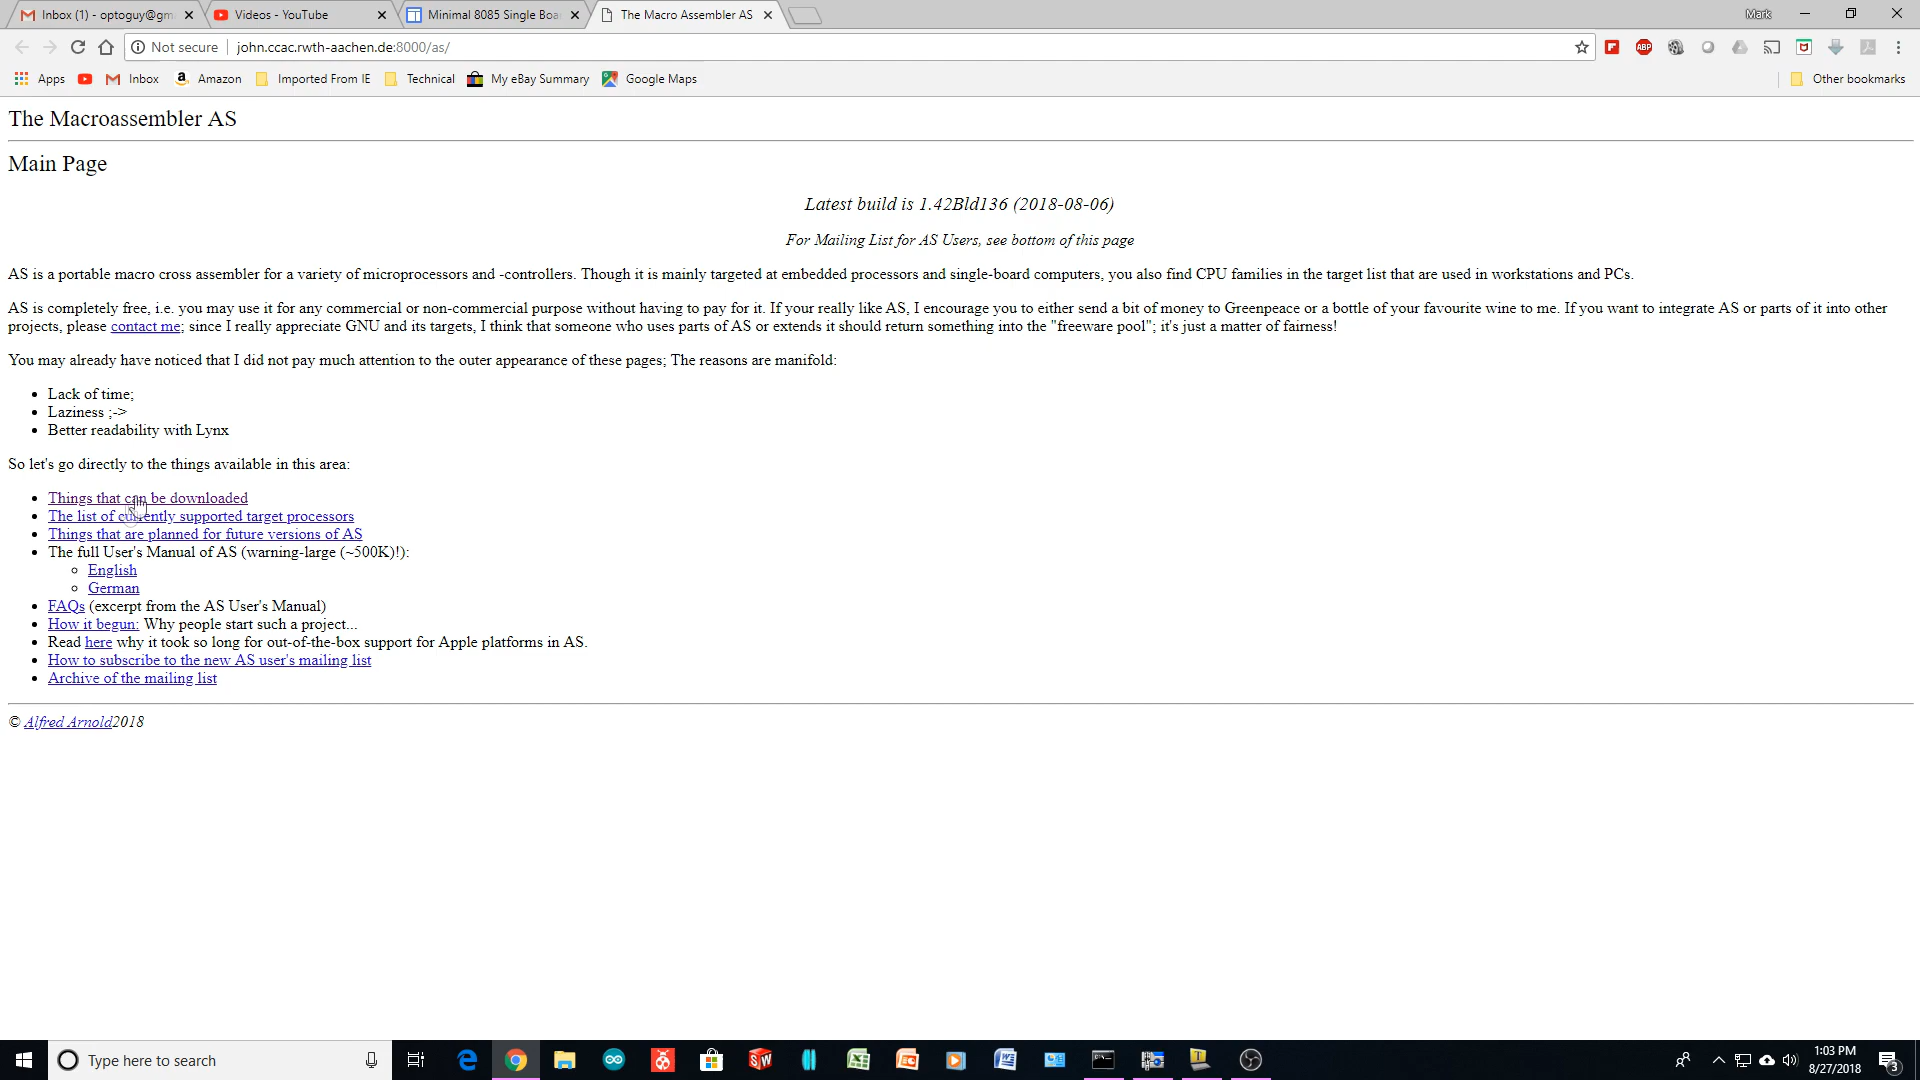 Inbox (1) - optoguy@gm
Videos - YouTube
Minimal 8085 Single Boa
The Macro Assembler AS
Mark
Not secure
john.ccac.rwth-aachen.de:8000/as/
ABP
Apps
Inbox
Amazon
Imported From IE
Technical
My eBay Summary
Google Maps
Other bookmarks
The Macroassembler AS
Main Page
Latest build is 1.42Bld136 (2018-08-06)
For Mailing List for AS Users, see bottom of this page
AS is a portable macro cross assembler for a variety of microprocessors and -controllers. Though it is mainly targeted at embedded processors and single-board computers, you also find CPU families in the target list that are used in workstations and PCs.
AS is completely free, i.e. you may use it for any commercial or non-commercial purpose without having to pay for it. If your really like AS, I encourage you to either send a bit of money to Greenpeace or a bottle of your favourite wine to me. If you want to integrate AS or parts of it into other
projects, please contact me; since I really appreciate GNU and its targets, I think that someone who uses parts of AS or extends it should return something into the "freeware pool"; it's just a matter of fairness!
You may already have noticed that I did not pay much attention to the outer appearance of these pages; The reasons are manifold:
Lack of time;
Laziness ;->
Better readability with Lynx
So let's go directly to the things available in this area:
Things that can be downloaded
The list of currently supported target processors
Things that are planned for future versions of AS
The full User's Manual of AS (warning-large (~500K)!):
English
German
FAQs (excerpt from the AS User's Manual)
How it begun: Why people start such a project...
Read here why it took so long for out-of-the-box support for Apple platforms in AS.
How to subscribe to the new AS user's mailing list
Archive of the mailing list
© Alfred Arnold2018
Type here to search
1:03 PM
8/27/2018
3